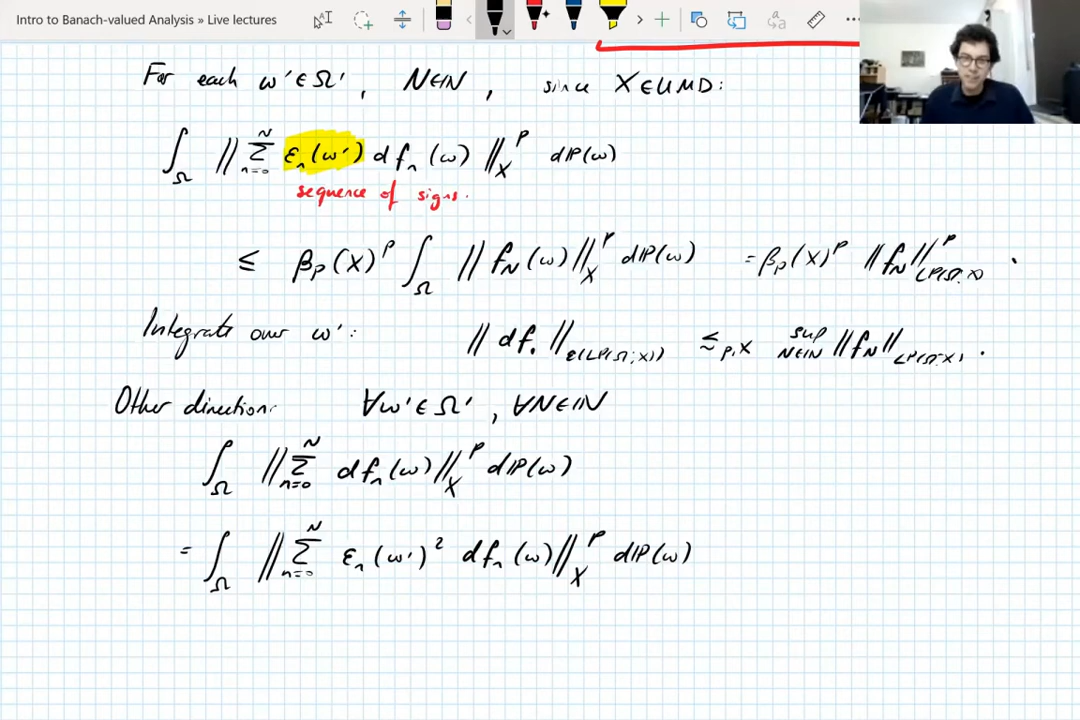 Intro to Banach-valued Analysis » Live lectures
For each ω' ∈ Ω', N ∈ ℕ, since X ∈ UMD:
∫_Ω ‖ Σ_{n=0}^N ε_n(ω') df_n(ω) ‖_X^p dℙ(ω)
sequence of signs.
≤ β_p(X)^p ∫_Ω ‖ f_N(ω) ‖_X^p dℙ(ω) = β_p(X)^p ‖f_N‖_{L^p(Ω;X)}^p .
Integrate over ω': ‖ df. ‖_{ε(L^p(Ω;X))} ≲_{p,X} sup_{N∈ℕ} ‖f_N‖_{L^p(Ω;X)} .
Other direction: ∀ω' ∈ Ω', ∀N ∈ ℕ
∫_Ω ‖ Σ_{n=0}^N df_n(ω) ‖_X^p dℙ(ω)
= ∫_Ω ‖ Σ_{n=0}^N ε_n(ω')^2 df_n(ω) ‖_X^p dℙ(ω)